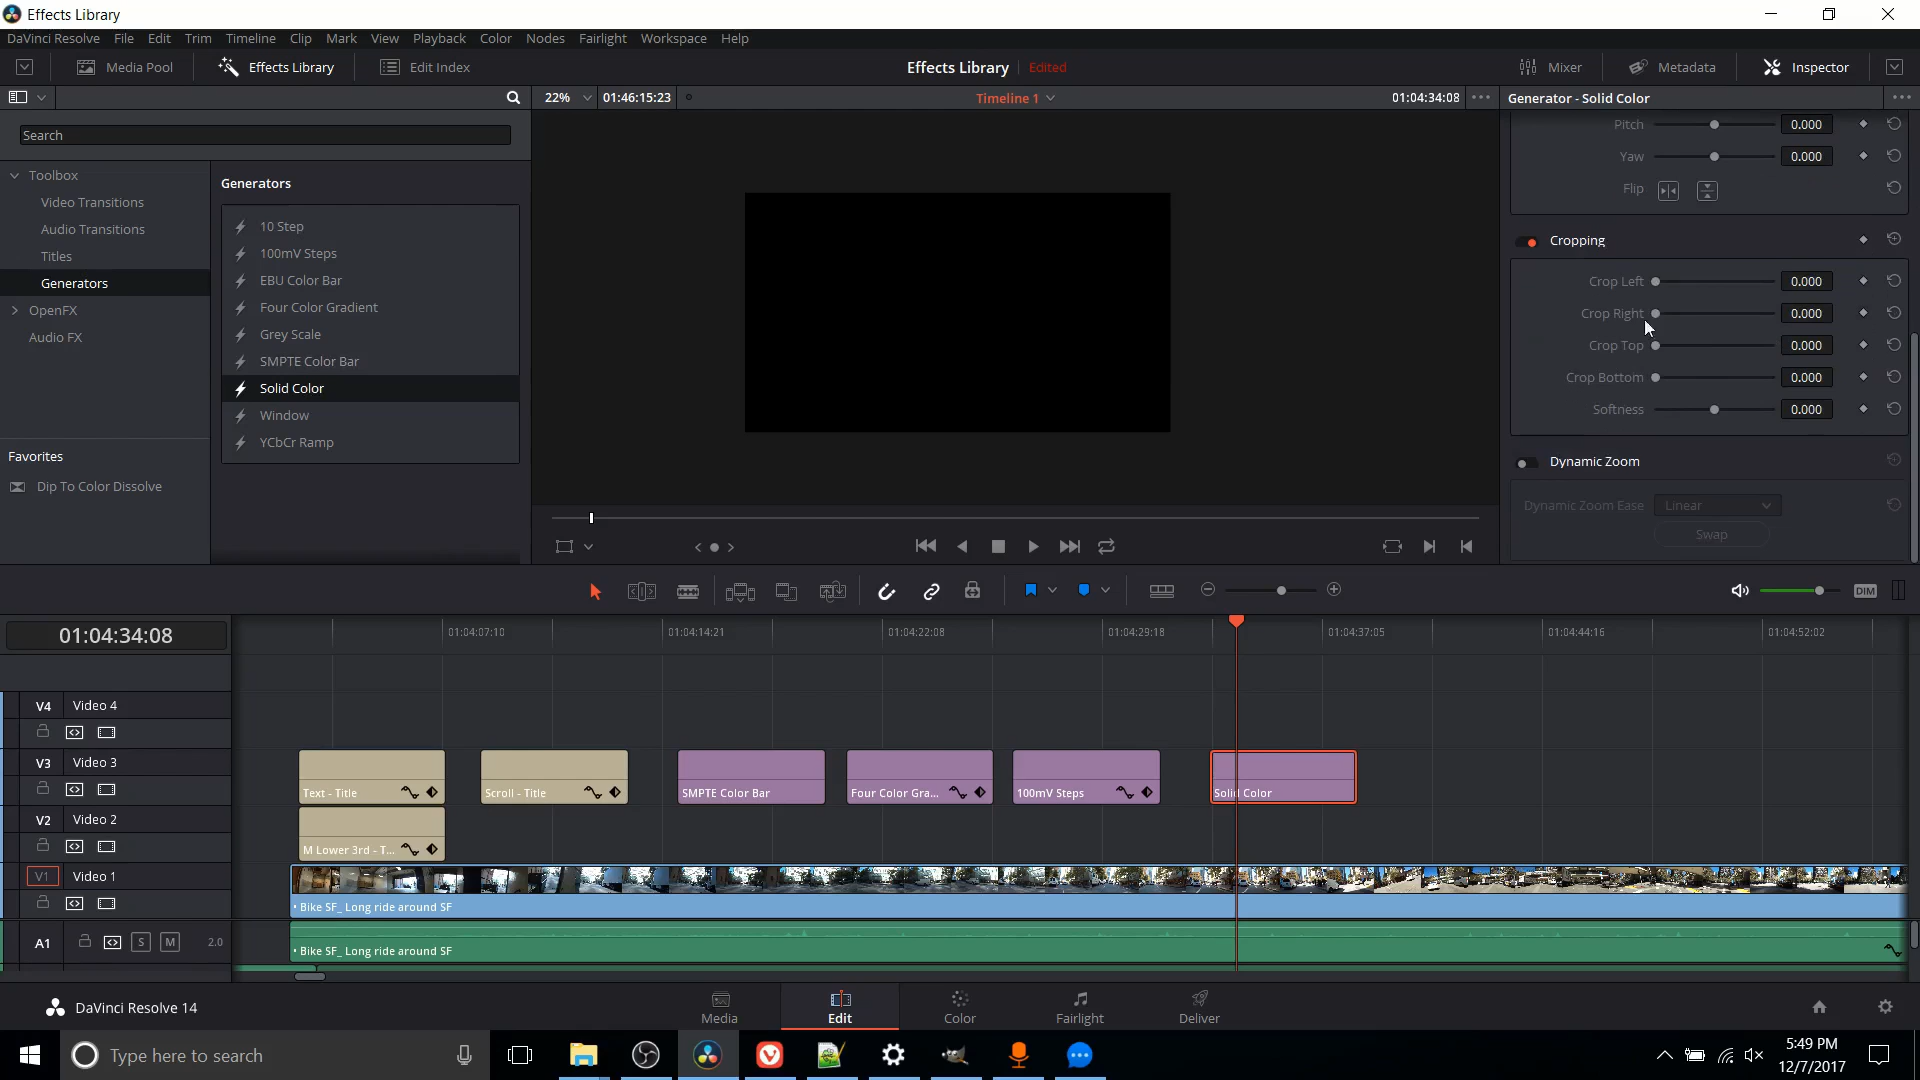 Effects Library
DaVinci Resolve File Edit Trim Timeline Clip Mark View Playback Color Nodes Fairlight Workspace Help
Media Pool Effects Library Edit Index Effects Library Edited Mixer Metadata Inspector
22% 01:46:15:23 Timeline 1 01:04:34:08 Generator - Solid Color
Search
Toolbox
Video Transitions
Audio Transitions
Titles
Generators
OpenFX
Audio FX
Favorites
Dip To Color Dissolve
Generators
10 Step
100mV Steps
EBU Color Bar
Four Color Gradient
Grey Scale
SMPTE Color Bar
Solid Color
Window
YCbCr Ramp
Pitch 0.000
Yaw 0.000
Flip
Cropping
Crop Left 0.000
Crop Right 0.000
Crop Top 0.000
Crop Bottom 0.000
Softness 0.000
Dynamic Zoom
Dynamic Zoom Ease Linear
Swap
DIM
01:04:34:08 01:04:07:10 01:04:14:21 01:04:22:08 01:04:29:18 01:04:37:05 01:04:44:16 01:04:52:02
V4 Video 4
V3 Video 3
Text - Title Scroll - Title SMPTE Color Bar Four Color Gra... 100mV Steps Solid Color
V2 Video 2
M Lower 3rd - T...
V1 Video 1
• Bike SF_ Long ride around SF
A1 S M 2.0
• Bike SF_ Long ride around SF
DaVinci Resolve 14 Media Edit Color Fairlight Deliver
Type here to search
5:49 PM
12/7/2017